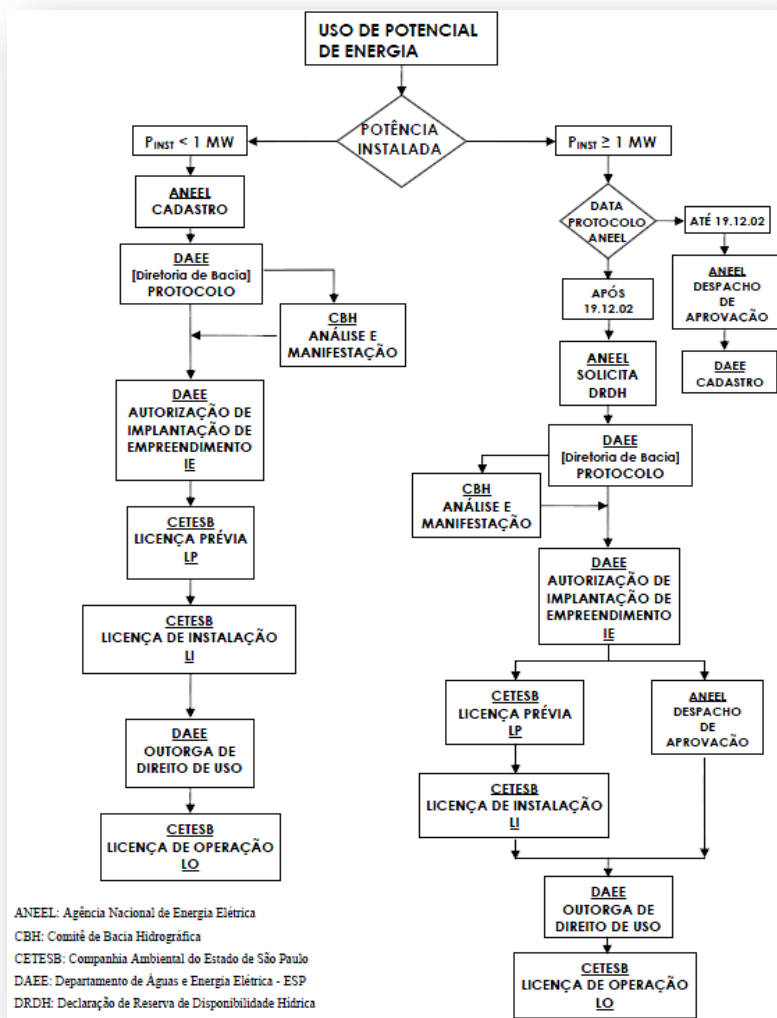 USO DE POTENCIAL
DE ENERGIA
POTÊNCIA
INSTALADA
PINST < 1 MW
ANEEL
CADASTRO
DAEE
[Diretoria de Bacia]
PROTOCOLO
CBH
ANÁLISE E
MANIFESTAÇÃO
DAEE
AUTORIZAÇÃO DE
IMPLANTAÇÃO DE
EMPREENDIMENTO
IE
CETESB
LICENÇA PRÉVIA
LP
CETESB
LICENÇA DE INSTALAÇÃO
LI
DAEE
OUTORGA DE
DIREITO DE USO
CETESB
LICENÇA DE OPERAÇÃO
LO
PINST ≥ 1 MW
DATA
PROTOCOLO
ANEEL
ATÉ 19.12.02
ANEEL
DESPACHO
DE
APROVAÇÃO
DAEE
CADASTRO
APÓS
19.12.02
ANEEL
SOLICITA
DRDH
DAEE
[Diretoria de Bacia]
PROTOCOLO
CBH
ANÁLISE E
MANIFESTAÇÃO
DAEE
AUTORIZAÇÃO DE
IMPLANTAÇÃO DE
EMPREENDIMENTO
IE
CETESB
LICENÇA PRÉVIA
LP
CETESB
LICENÇA DE INSTALAÇÃO
LI
ANEEL
DESPACHO
DE
APROVAÇÃO
DAEE
OUTORGA DE
DIREITO DE USO
CETESB
LICENÇA DE OPERAÇÃO
LO
ANEEL: Agência Nacional de Energia Elétrica
CBH: Comitê de Bacia Hidrográfica
CETESB: Companhia Ambiental do Estado de São Paulo
DAEE: Departamento de Águas e Energia Elétrica - ESP
DRDH: Declaração de Reserva de Disponibilidade Hídrica